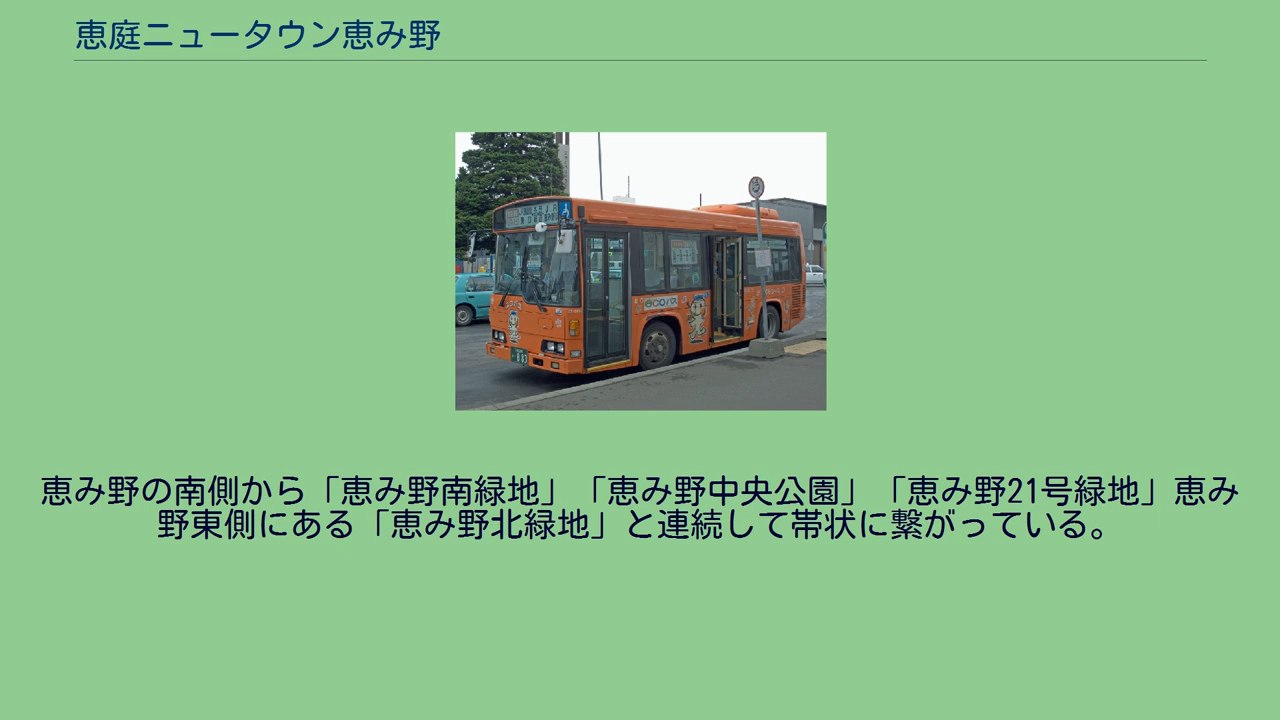 恵庭ニュータウン恵み野
恵み野の南側から「恵み野南緑地」「恵み野中央公園」「恵み野21号緑地」恵み
野東側にある「恵み野北緑地」と連続して帯状に繋がっている。